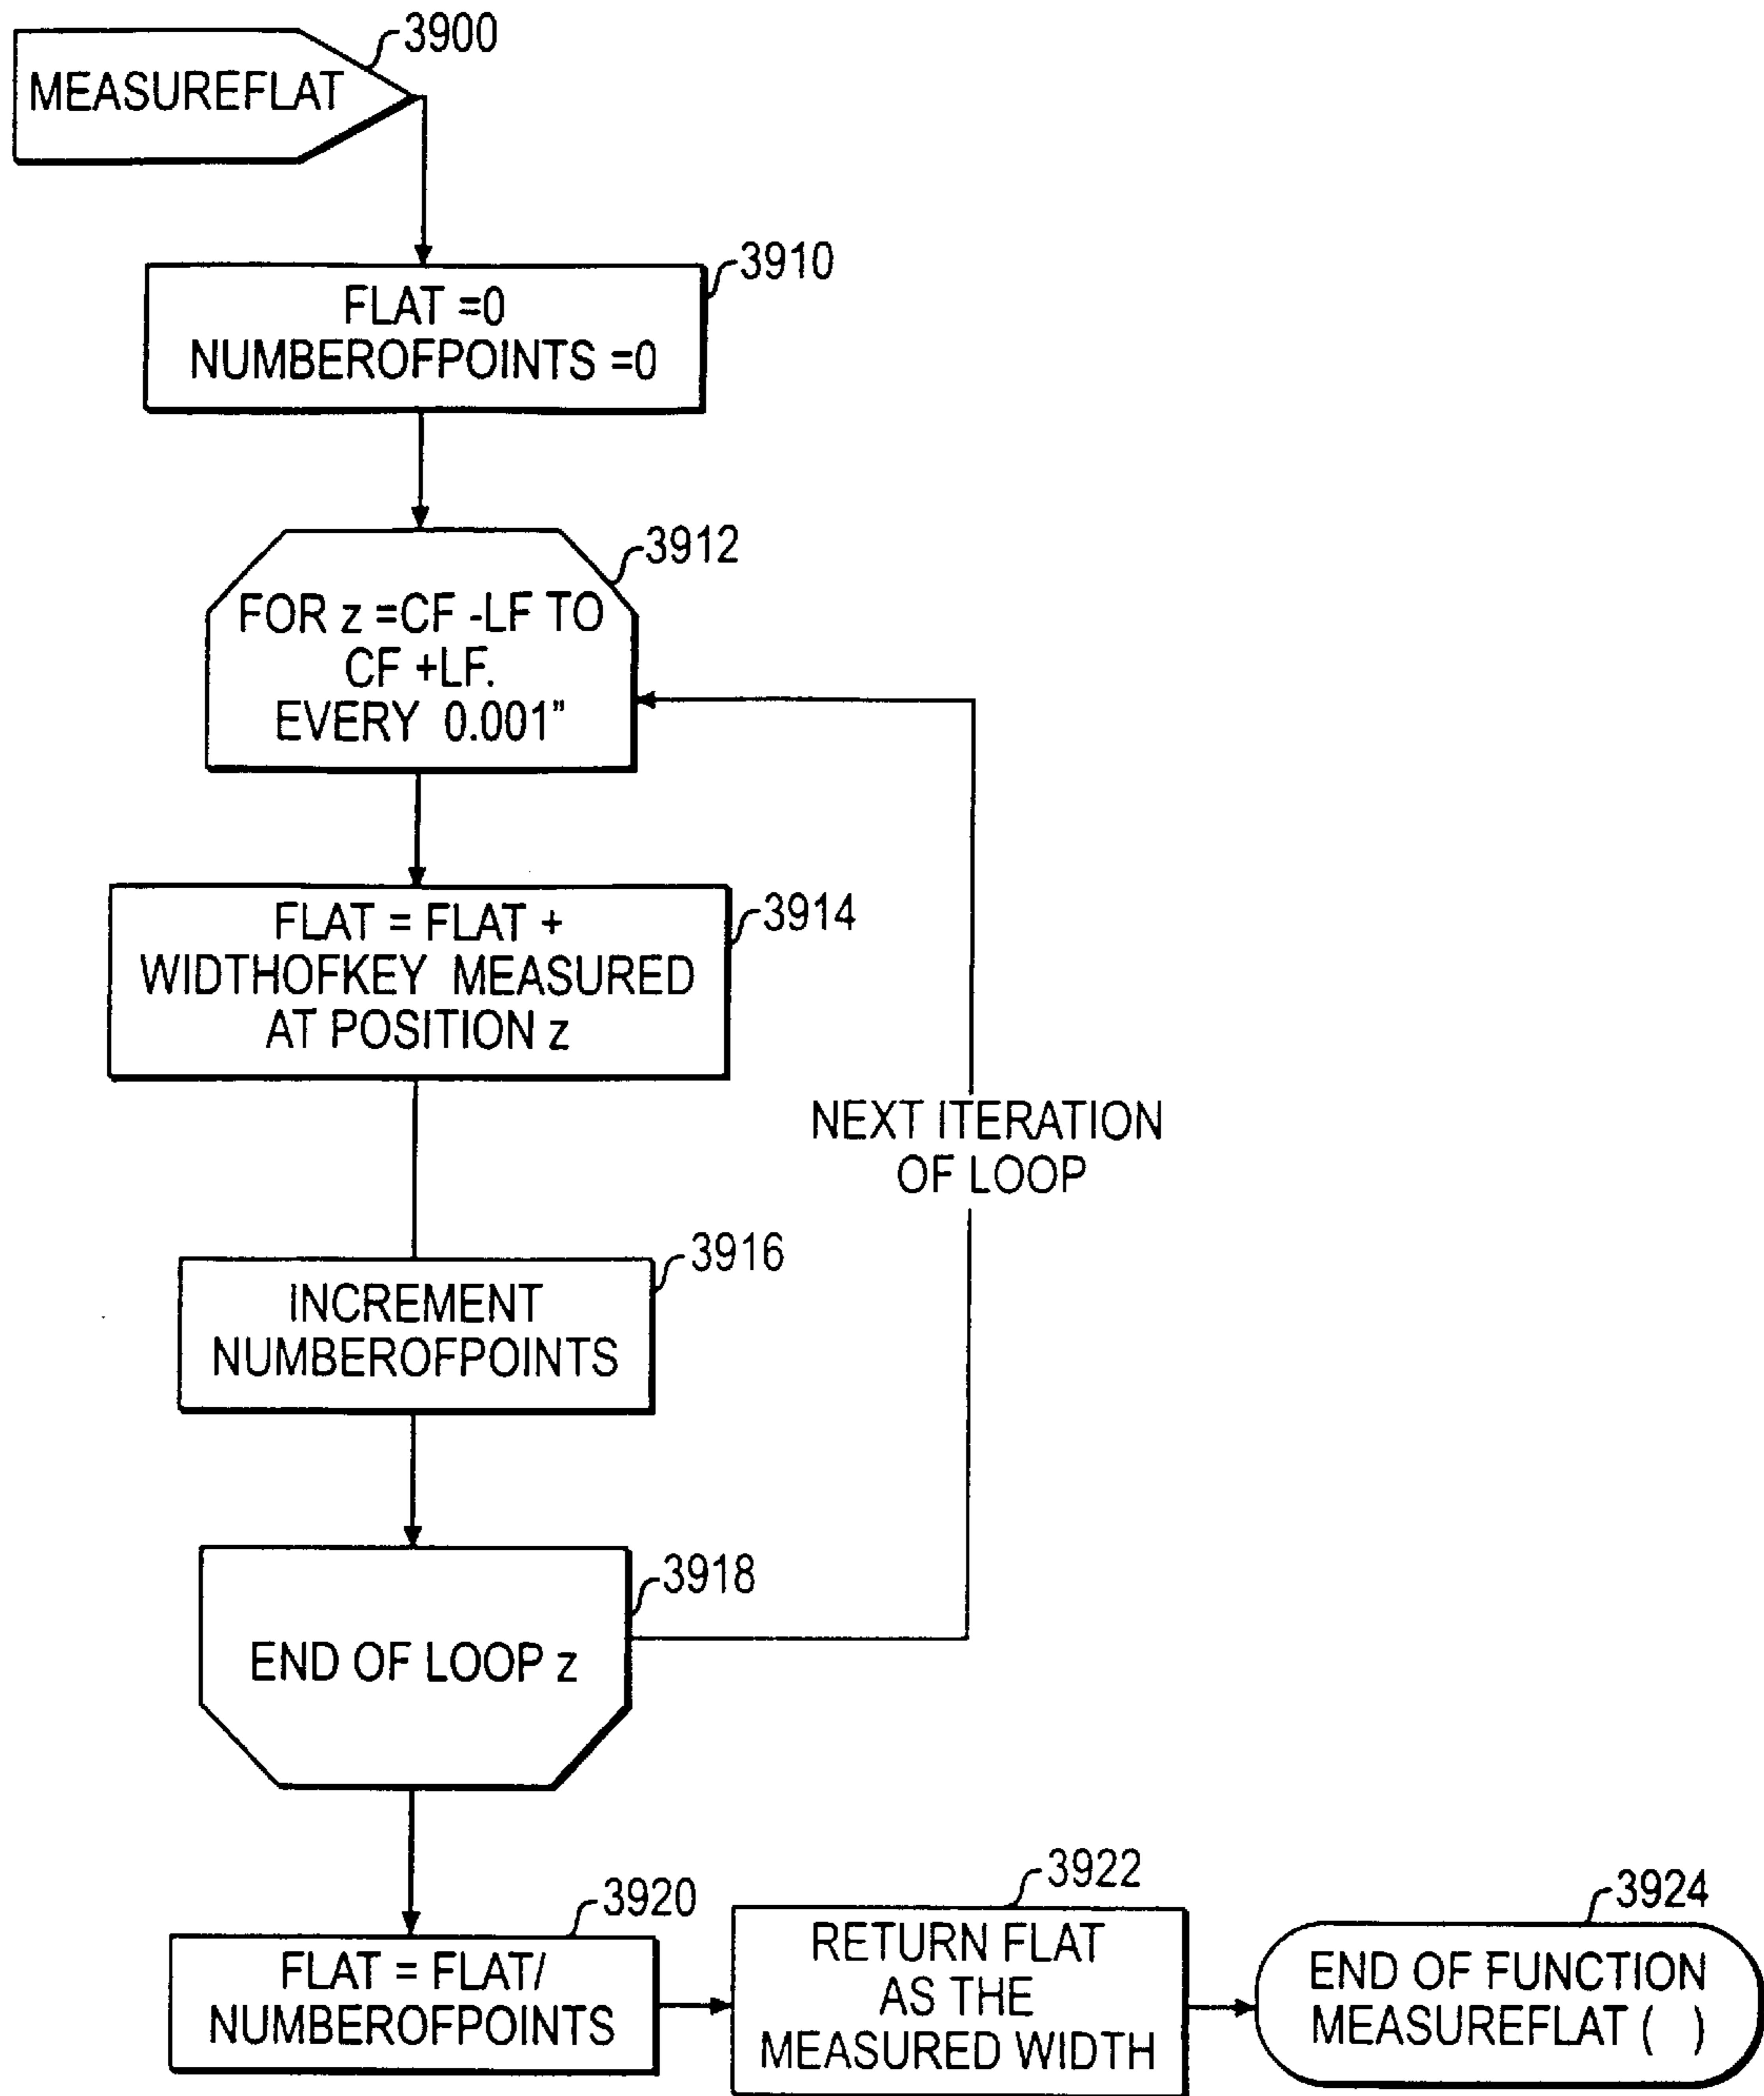 3900
MEASUREFLAT
3910
FLAT =0
NUMBEROFPOINTS =0
3912
FOR z =CF -LF TO
CF +LF.
EVERY 0.001"
3914
FLAT = FLAT +
WIDTHOFKEY MEASURED
AT POSITION z
NEXT ITERATION
OF LOOP
3916
INCREMENT
NUMBEROFPOINTS
3918
END OF LOOP z
3920
FLAT = FLAT/
NUMBEROFPOINTS
3922
RETURN FLAT
AS THE
MEASURED WIDTH
3924
END OF FUNCTION
MEASUREFLAT ( )